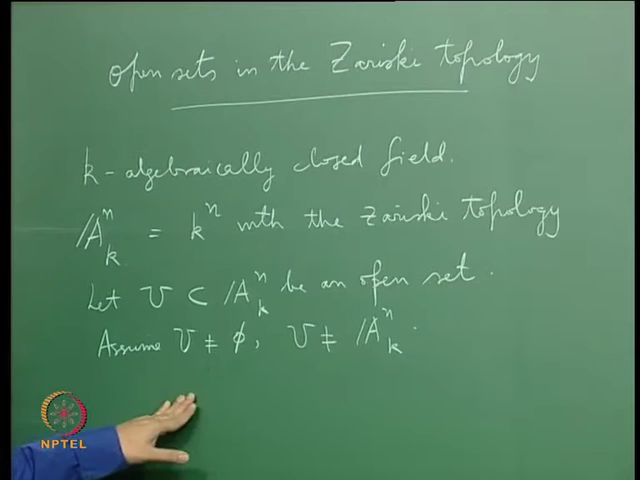 Open sets in the Zariski topology
k - algebraically closed field.
𝔸ⁿₖ = kⁿ with the Zariski topology
Let U ⊂ 𝔸ⁿₖ be an open set.
Assume U ≠ ϕ, U ≠ 𝔸ⁿₖ.
NPTEL